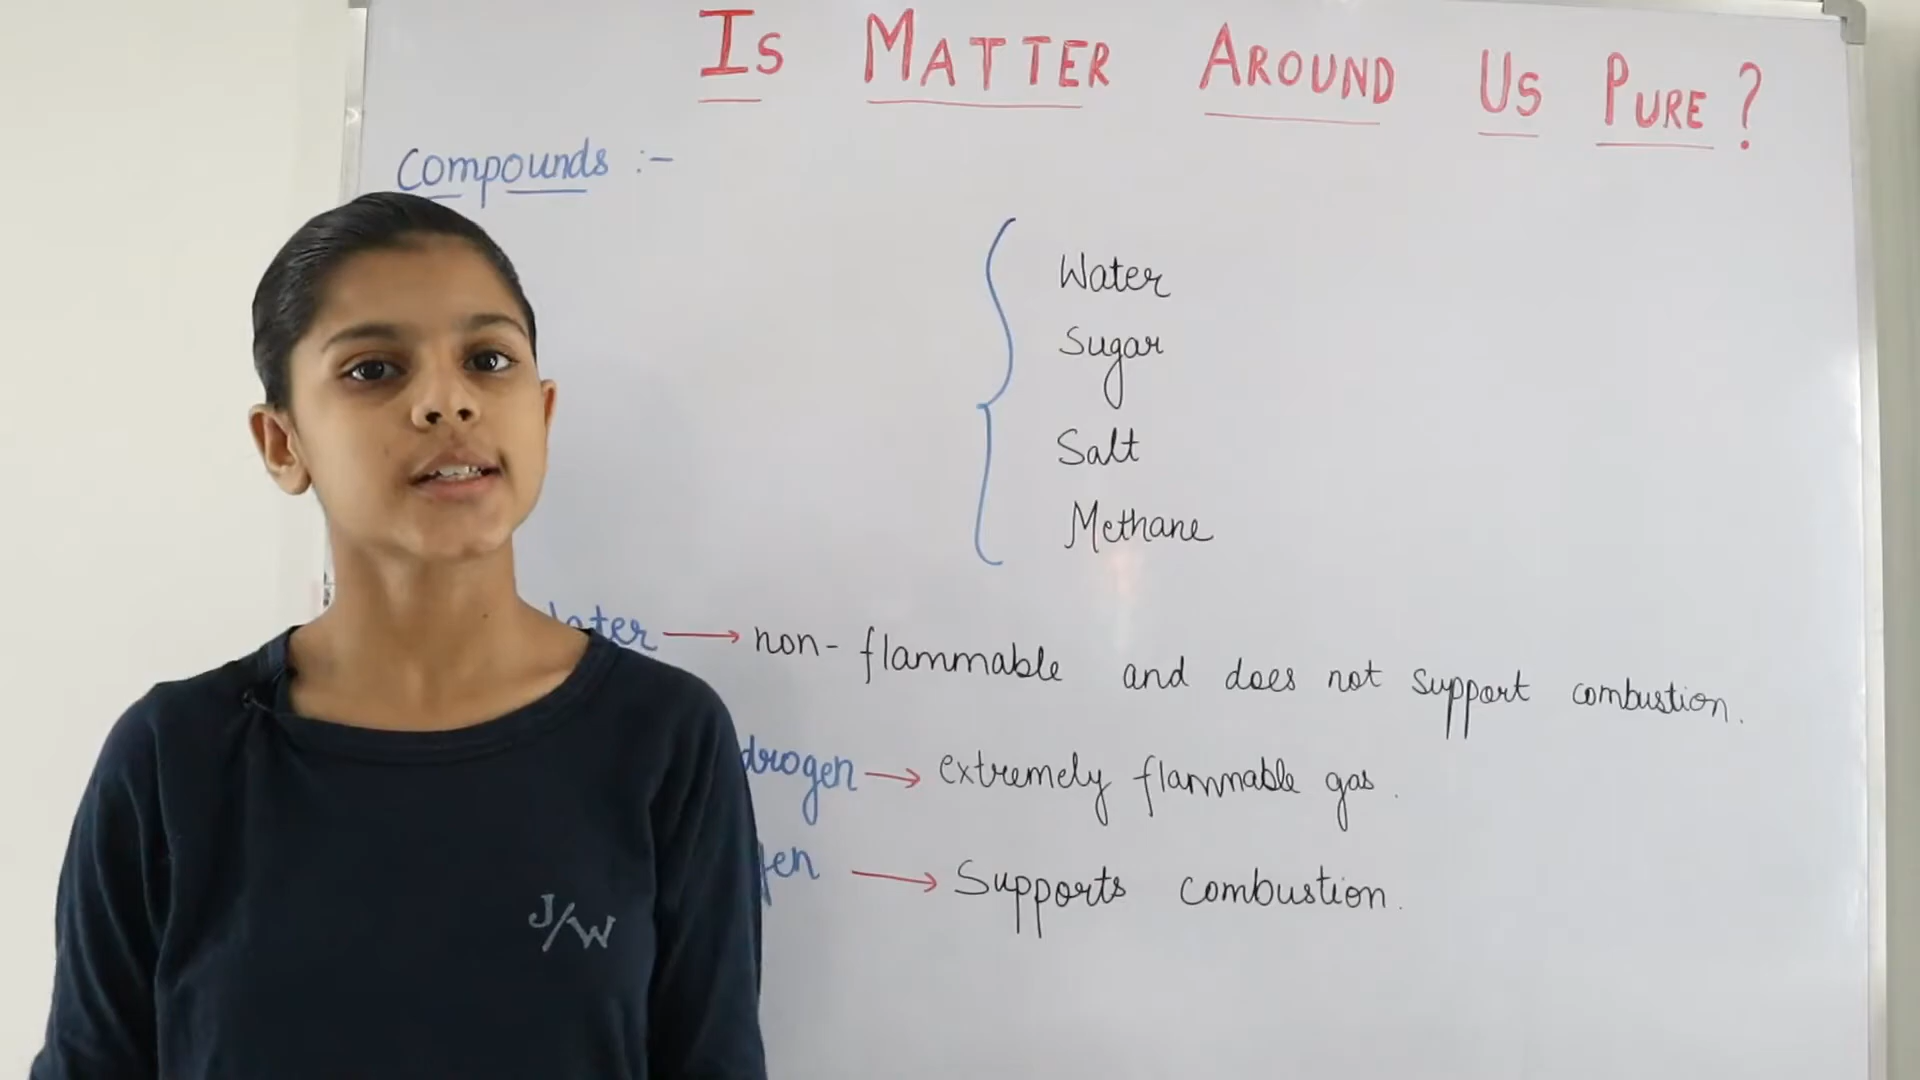 IS MATTER AROUND US PURE ?
Compounds :-
Water
Sugar
Salt
Methane
→ non-flammable and does not support combustion.
→ extremely flammable gas.
→ Supports combustion.
J/W